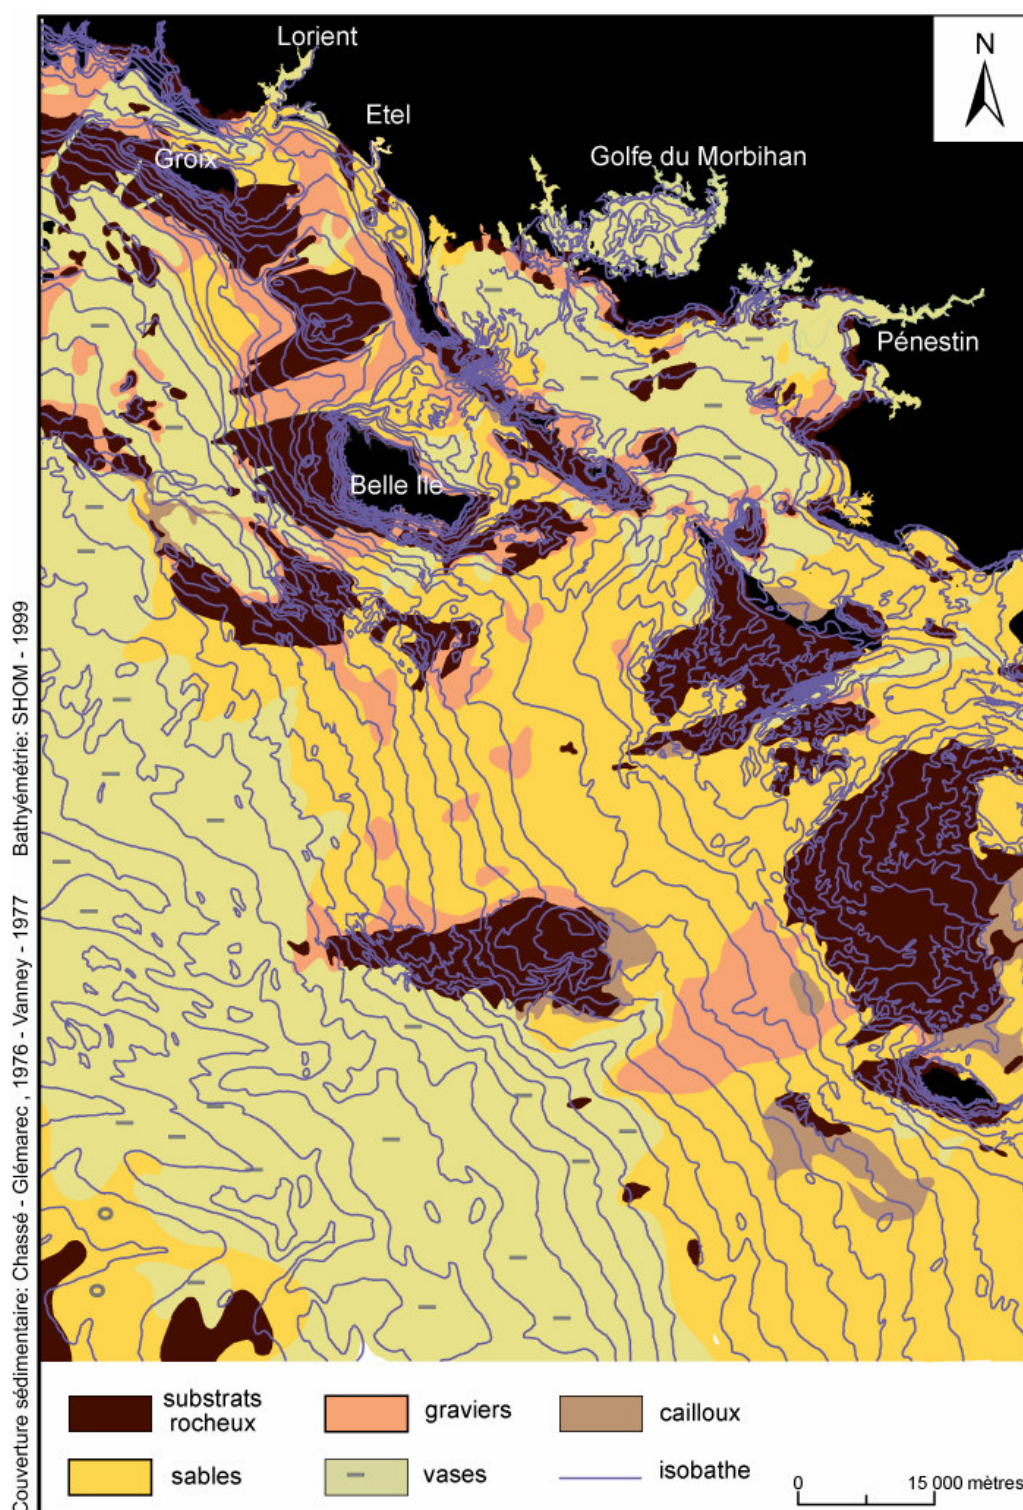 Lorient
N
Etel
Groix
Golfe du Morbihan
Pénestin
Belle Ile
Bathyémétrie: SHOM - 1999
Couverture sédimentaire: Chassé - Glémarec , 1976 - Vanney - 1977
substrats
rocheux
graviers
cailloux
sables
vases
isobathe
0
15 000 mètres